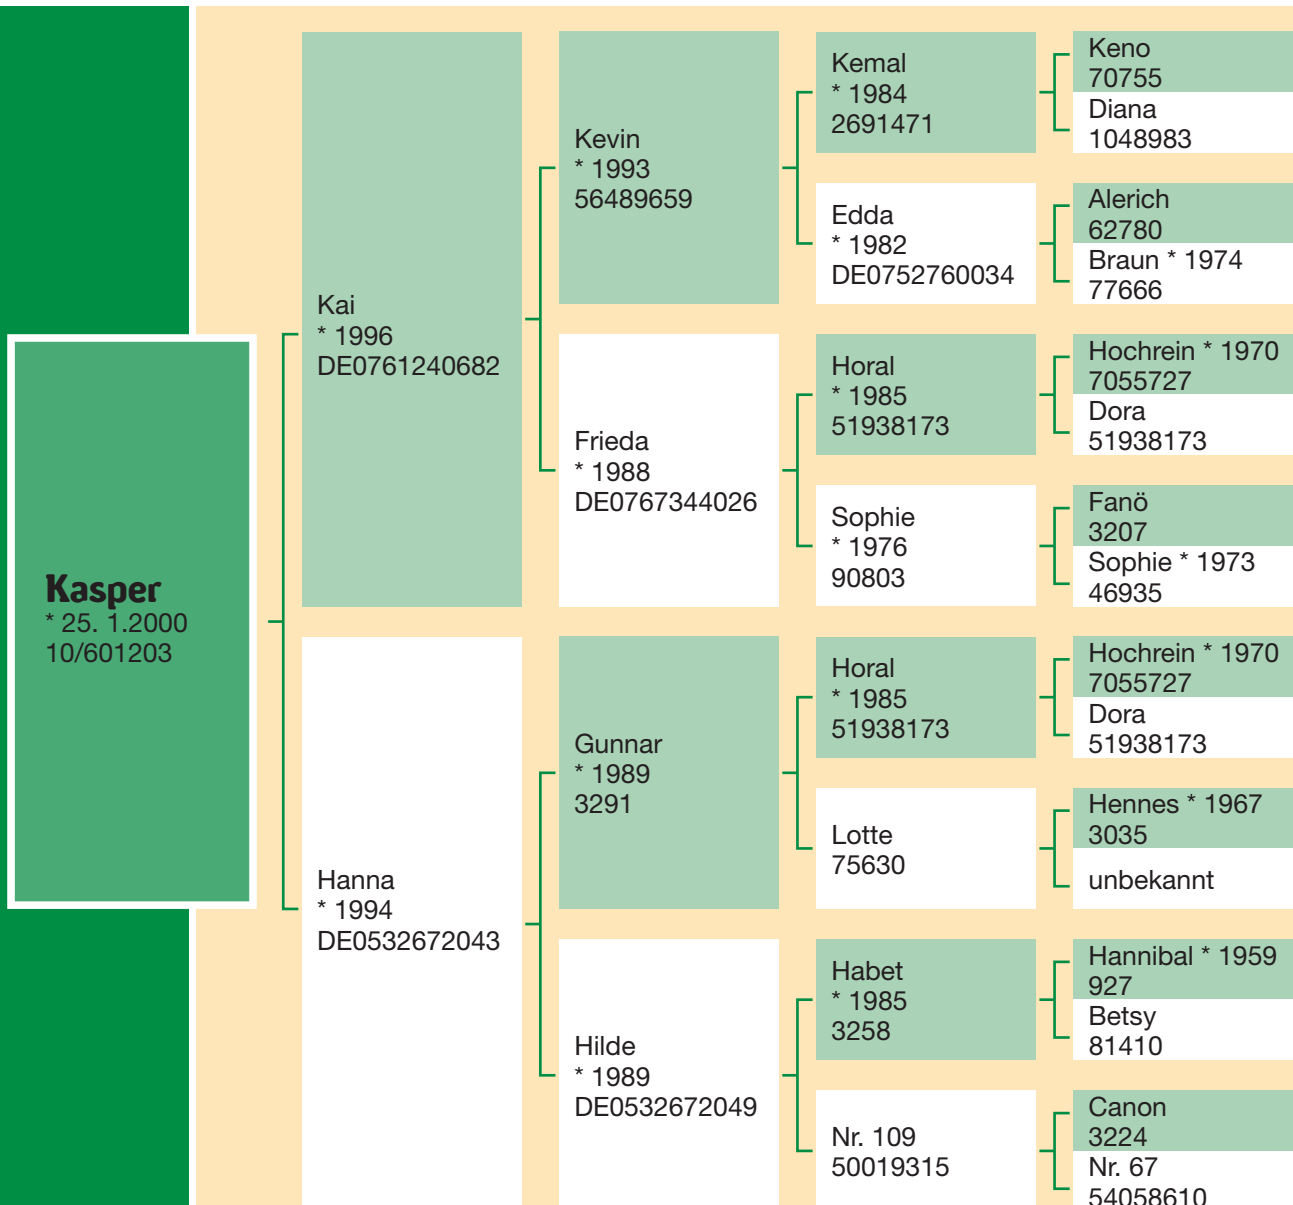 Kasper
* 25. 1.2000
10/601203
Kai
* 1996
DE0761240682
Hanna
* 1994
DE0532672043
Kevin
* 1993
56489659
Frieda
* 1988
DE0767344026
Gunnar
* 1989
3291
Hilde
* 1989
DE0532672049
Kemal
* 1984
2691471
Edda
* 1982
DE0752760034
Horal
* 1985
51938173
Sophie
* 1976
90803
Horal
* 1985
51938173
Lotte
75630
Habet
* 1985
3258
Nr. 109
50019315
Keno
70755
Diana
1048983
Alerich
62780
Braun * 1974
77666
Hochrein * 1970
7055727
Dora
51938173
Fanö
3207
Sophie * 1973
46935
Hochrein * 1970
7055727
Dora
51938173
Hennes * 1967
3035
unbekannt
Hannibal * 1959
927
Betsy
81410
Canon
3224
Nr. 67
54058610